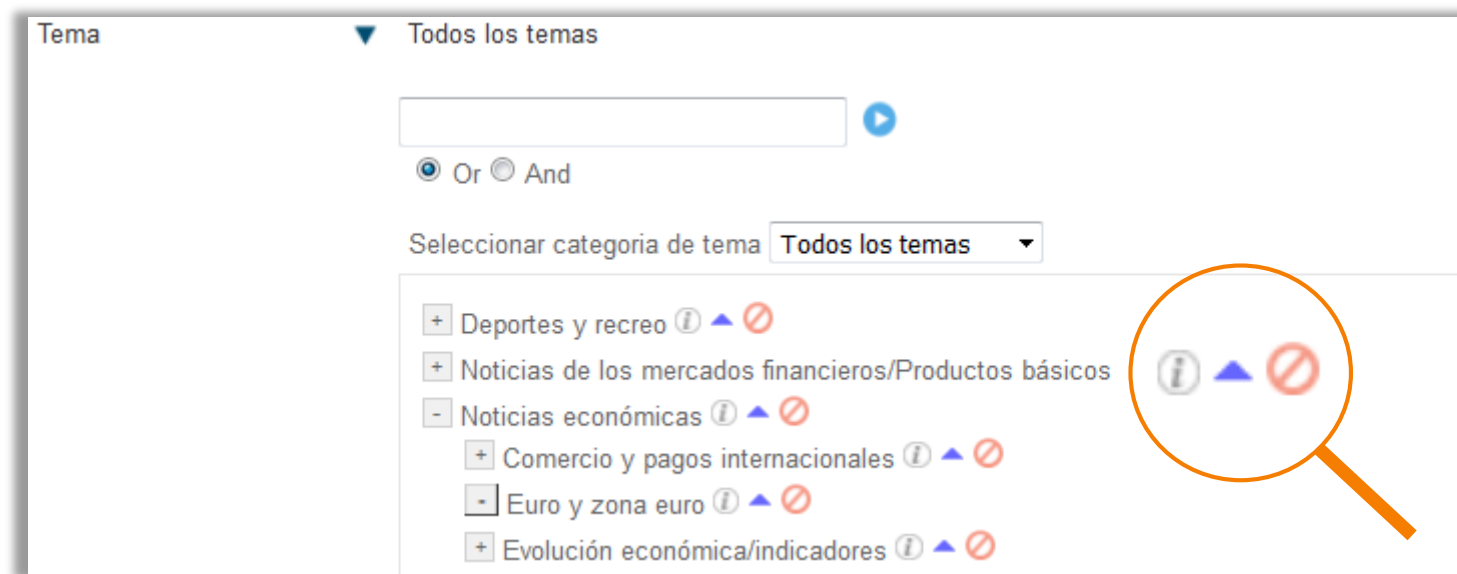 Tema Todos los temas
Or And
Seleccionar categoria de tema Todos los temas
+ Deportes y recreo i
+ Noticias de los mercados financieros/Productos básicos i
- Noticias económicas i
+ Comercio y pagos internacionales i
- Euro y zona euro i
+ Evolución económica/indicadores i